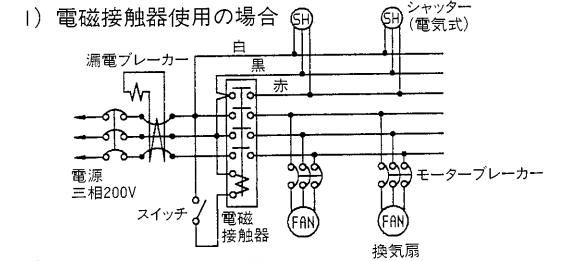 1) 電磁接触器使用の場合
SH
SH
シャッター
(電気式)
白
漏電ブレーカー
黒
赤
電源
三相200V
スイッチ
電磁
接触器
モーターブレーカー
FAN
FAN
換気扇